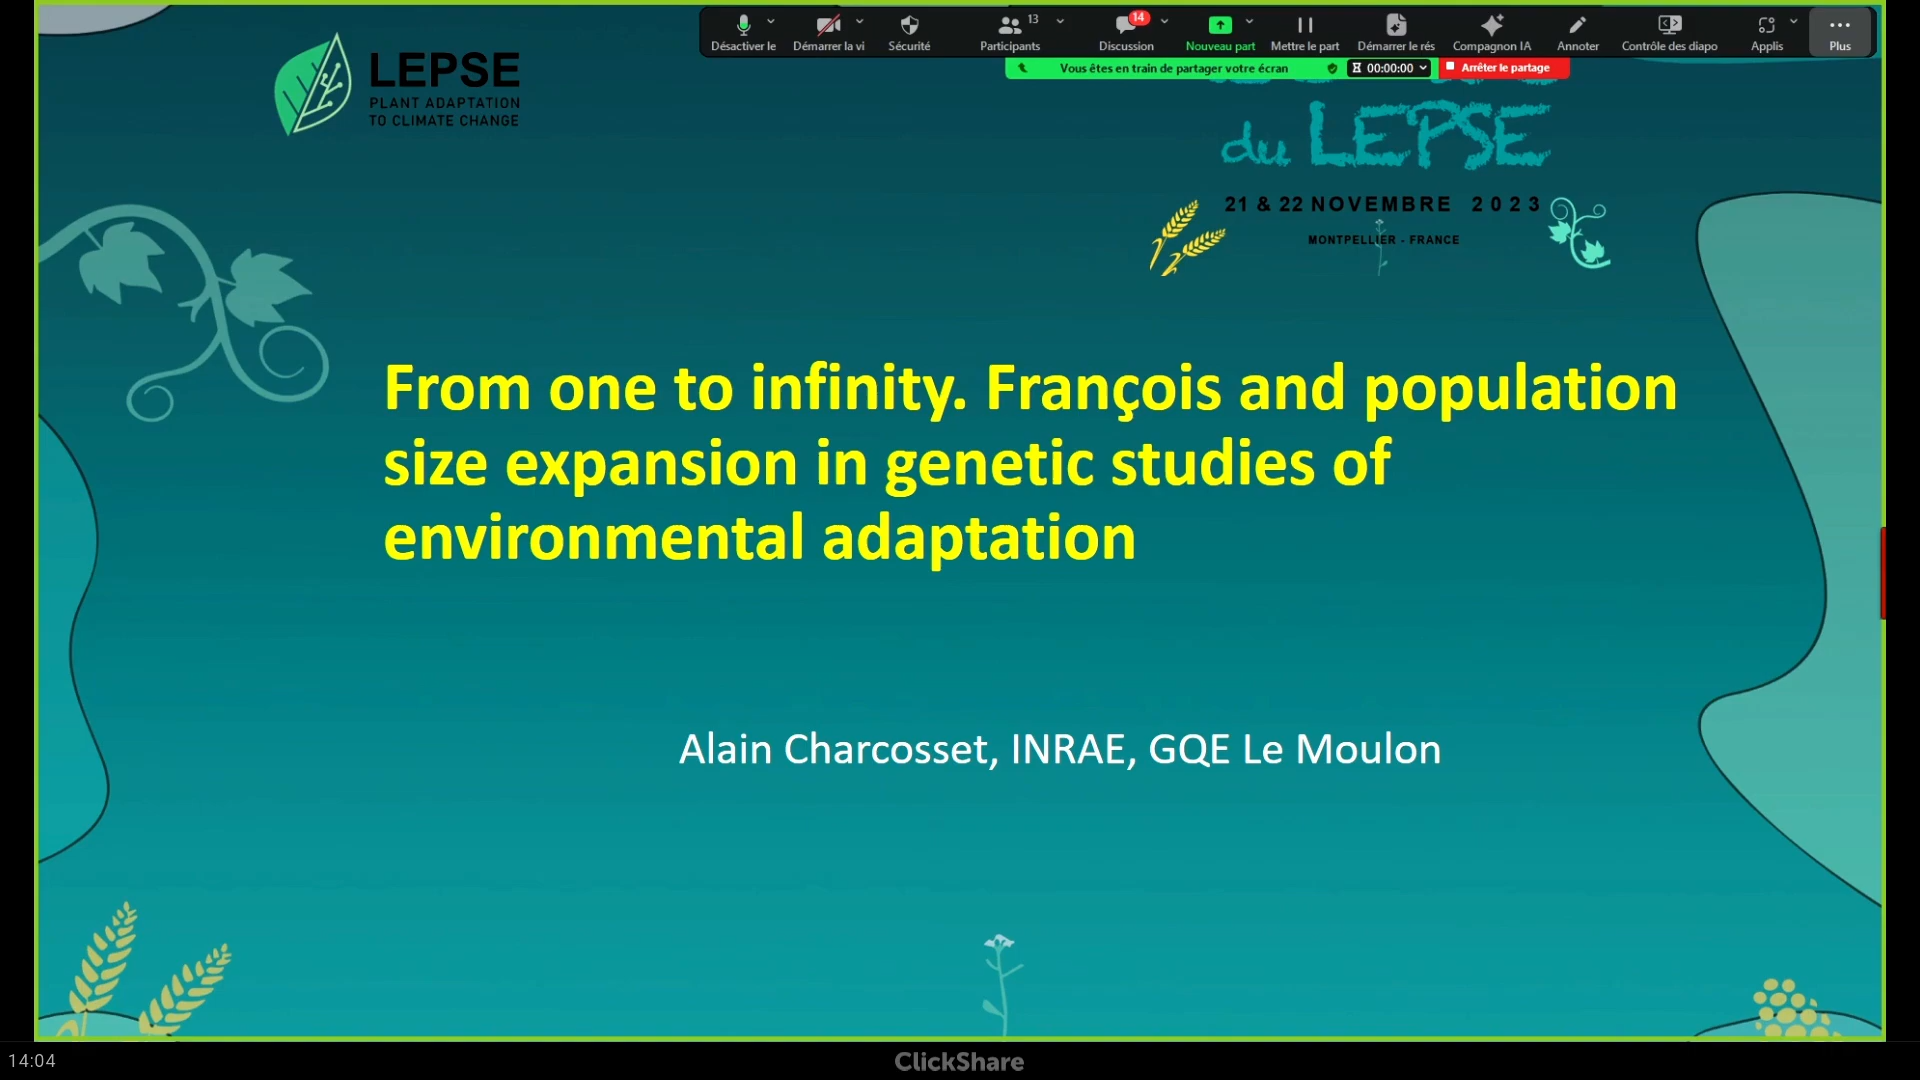 Désactiver le
Démarrer la vi
Sécurité
13
Participants
14
Discussion
Nouveau part
Mettre le part
Démarrer le rés
Compagnon IA
Annoter
Contrôle des diapo
Applis
Plus
Vous êtes en train de partager votre écran
00:00:00
Arrêter le partage
LEPSE
PLANT ADAPTATION
TO CLIMATE CHANGE
du LEPSE
21 & 22 NOVEMBRE 2023
MONTPELLIER - FRANCE
From one to infinity. François and population
size expansion in genetic studies of
environmental adaptation
Alain Charcosset, INRAE, GQE Le Moulon
14:04
ClickShare